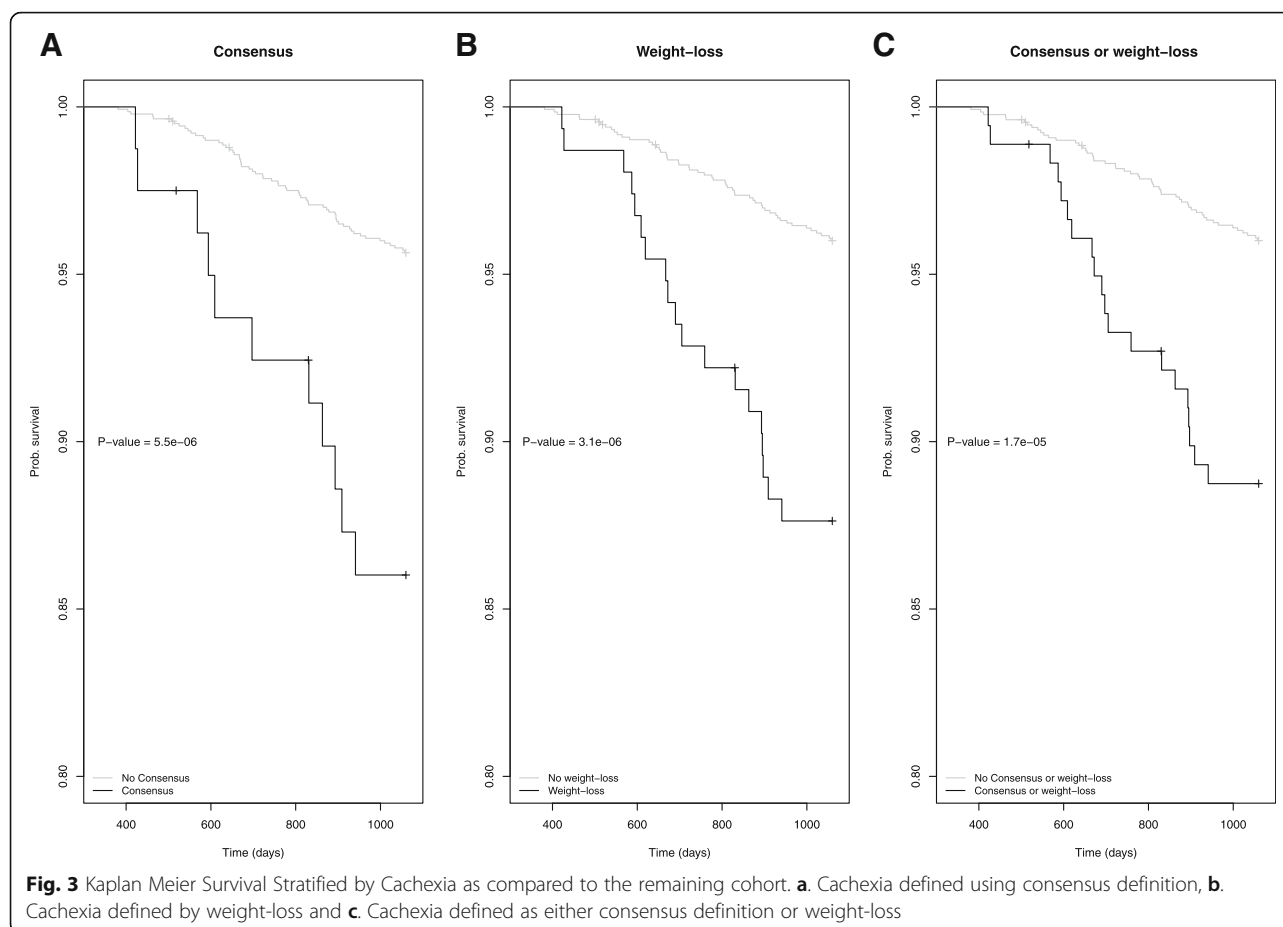 A
Consensus
Prob. survival
1.00
0.95
0.90
0.85
0.80
P−value = 5.5e−06
No Consensus
Consensus
400 600 800 1000
Time (days)
B
Weight−loss
Prob. survival
1.00
0.95
0.90
0.85
0.80
P−value = 3.1e−06
No weight−loss
Weight−loss
400 600 800 1000
Time (days)
C
Consensus or weight−loss
Prob. survival
1.00
0.95
0.90
0.85
0.80
P−value = 1.7e−05
No Consensus or weight−loss
Consensus or weight−loss
400 600 800 1000
Time (days)
Fig. 3 Kaplan Meier Survival Stratified by Cachexia as compared to the remaining cohort. a. Cachexia defined using consensus definition, b.
Cachexia defined by weight-loss and c. Cachexia defined as either consensus definition or weight-loss